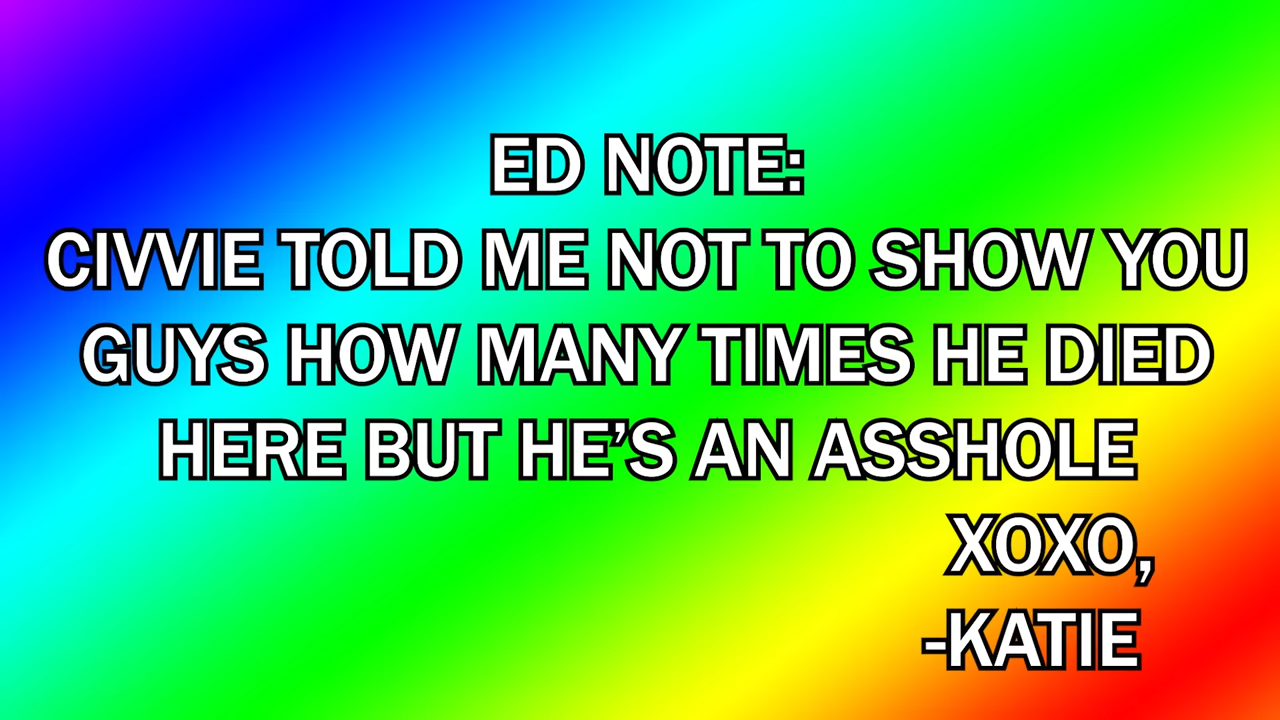 ED NOTE:
CIVVIE TOLD ME NOT TO SHOW YOU
GUYS HOW MANY TIMES HE DIED
HERE BUT HE’S AN ASSHOLE
XOXO,
-KATIE